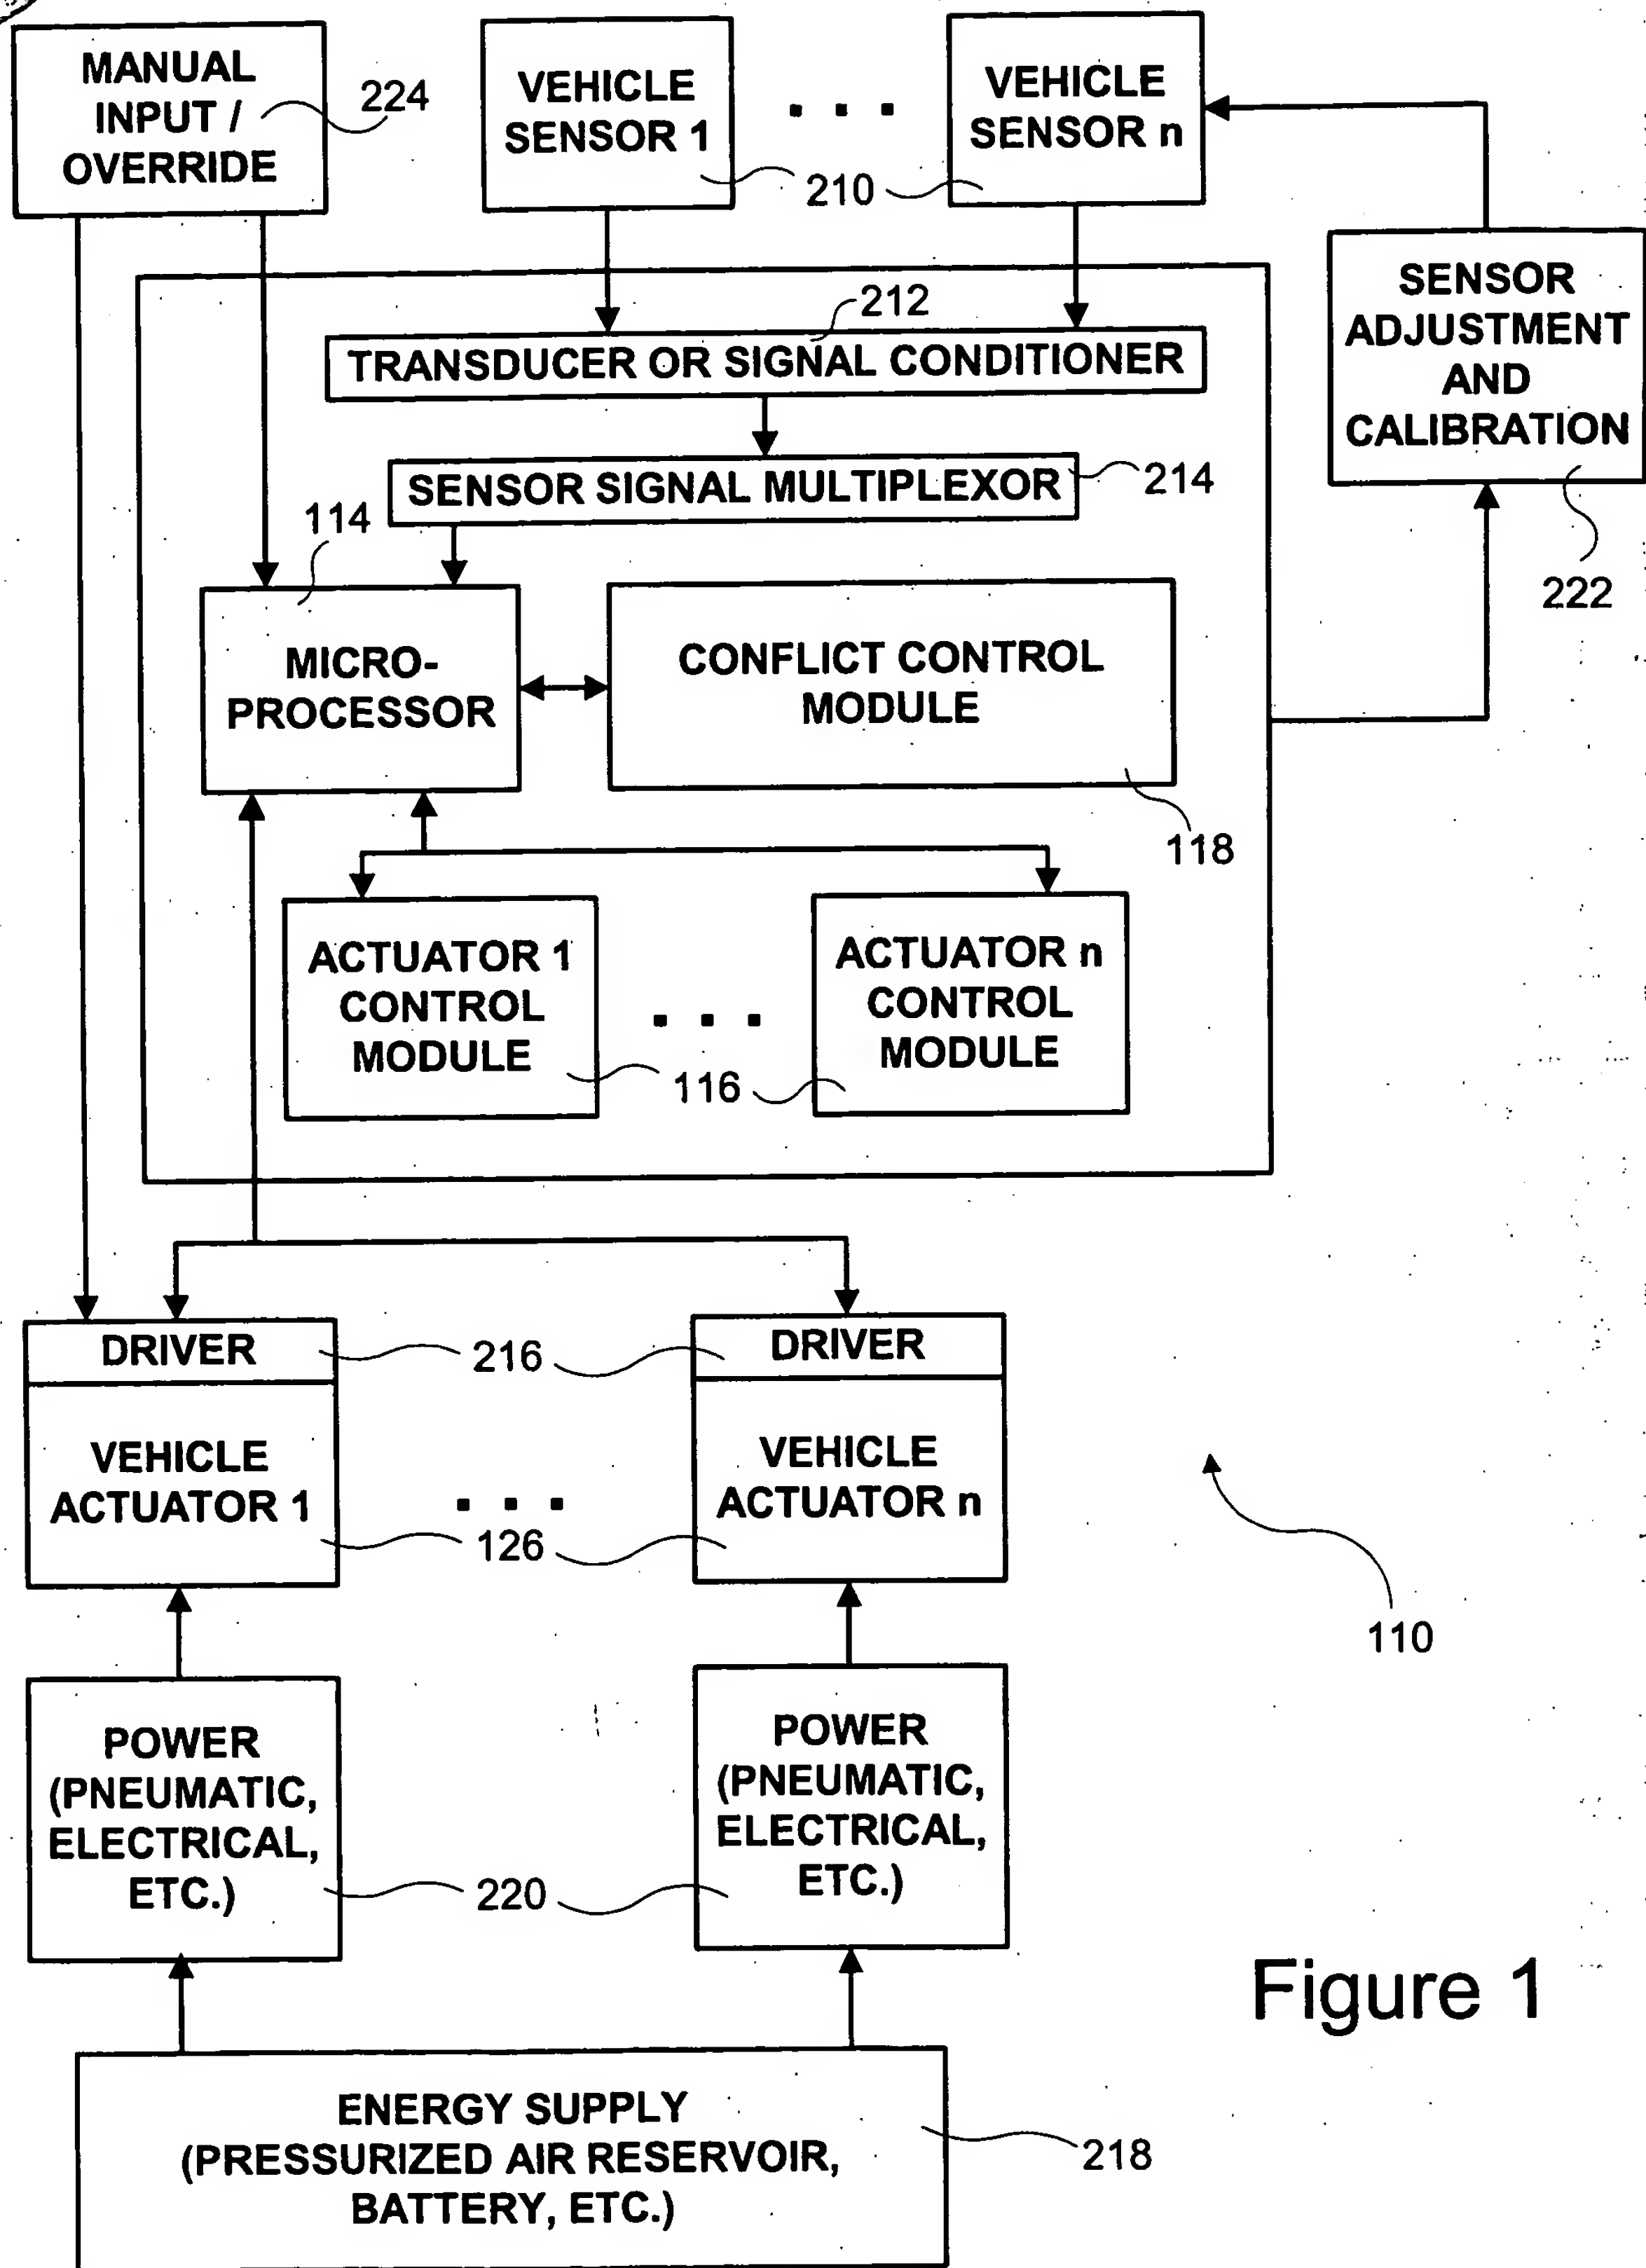 MANUAL
INPUT /
OVERRIDE
224
VEHICLE
SENSOR 1
. . .
VEHICLE
SENSOR n
210
SENSOR
ADJUSTMENT
AND
CALIBRATION
222
212
TRANSDUCER OR SIGNAL CONDITIONER
SENSOR SIGNAL MULTIPLEXOR
214
114
MICRO-
PROCESSOR
CONFLICT CONTROL
MODULE
118
ACTUATOR 1
CONTROL
MODULE
. . .
ACTUATOR n
CONTROL
MODULE
116
DRIVER
216
DRIVER
VEHICLE
ACTUATOR 1
. . .
VEHICLE
ACTUATOR n
126
110
POWER
(PNEUMATIC,
ELECTRICAL,
ETC.)
220
POWER
(PNEUMATIC,
ELECTRICAL,
ETC.)
Figure 1
ENERGY SUPPLY
(PRESSURIZED AIR RESERVOIR,
BATTERY, ETC.)
218